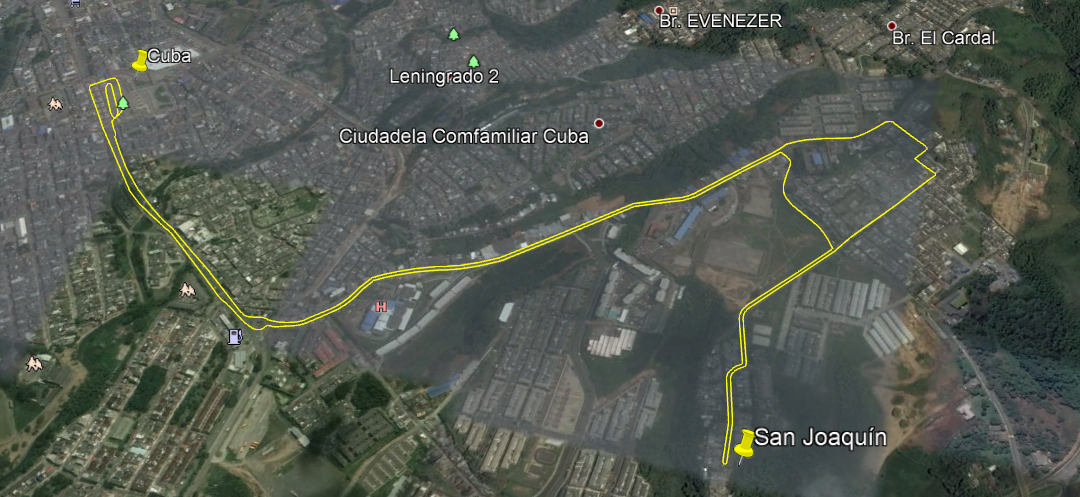 Br. EVENEZER
Br. El Cardal
Cuba
Leningrado 2
Ciudadela Comfamiliar Cuba
H
San Joaquín